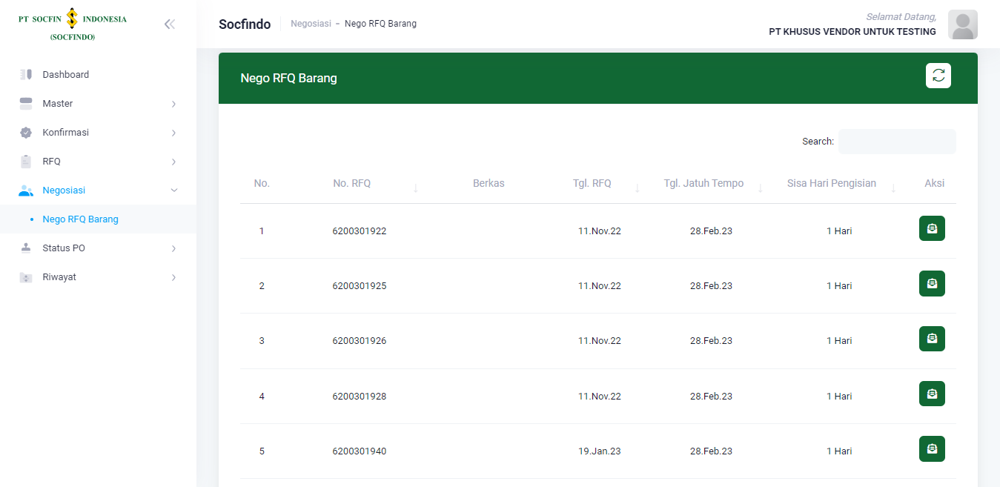 PT SOCFIN INDONESIA
(SOCFINDO)
Dashboard
Master
Konfirmasi
RFQ
Negosiasi
Nego RFQ Barang
Status PO
Riwayat
Socfindo
Negosiasi - Nego RFQ Barang
Selamat Datang,
PT KHUSUS VENDOR UNTUK TESTING
Nego RFQ Barang
Search:
No. No. RFQ Berkas Tgl. RFQ Tgl. Jatuh Tempo Sisa Hari Pengisian Aksi
1 6200301922 11.Nov.22 28.Feb.23 1 Hari
2 6200301925 11.Nov.22 28.Feb.23 1 Hari
3 6200301926 11.Nov.22 28.Feb.23 1 Hari
4 6200301928 11.Nov.22 28.Feb.23 1 Hari
5 6200301940 19.Jan.23 28.Feb.23 1 Hari